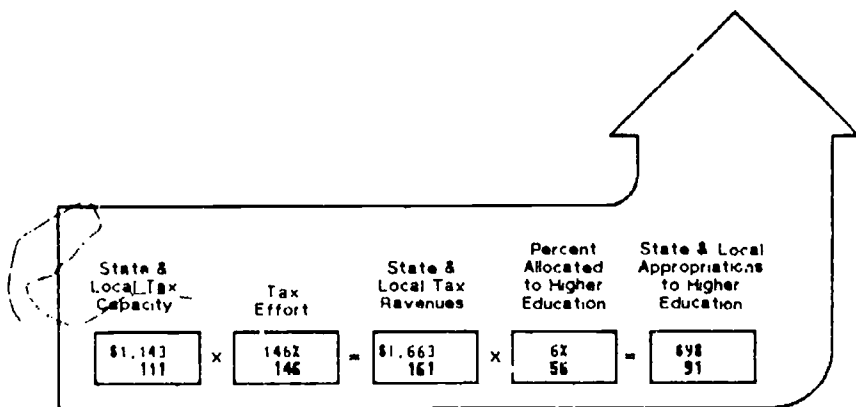 State &
Local Tax
Capacity
$1,143
111
x
Tax
Effort
146%
146
=
State &
Local Tax
Revenues
$1,663
161
x
Percent
Allocated
to Higher
Education
6%
56
=
State & Local
Appropriations
to Higher
Education
$98
91